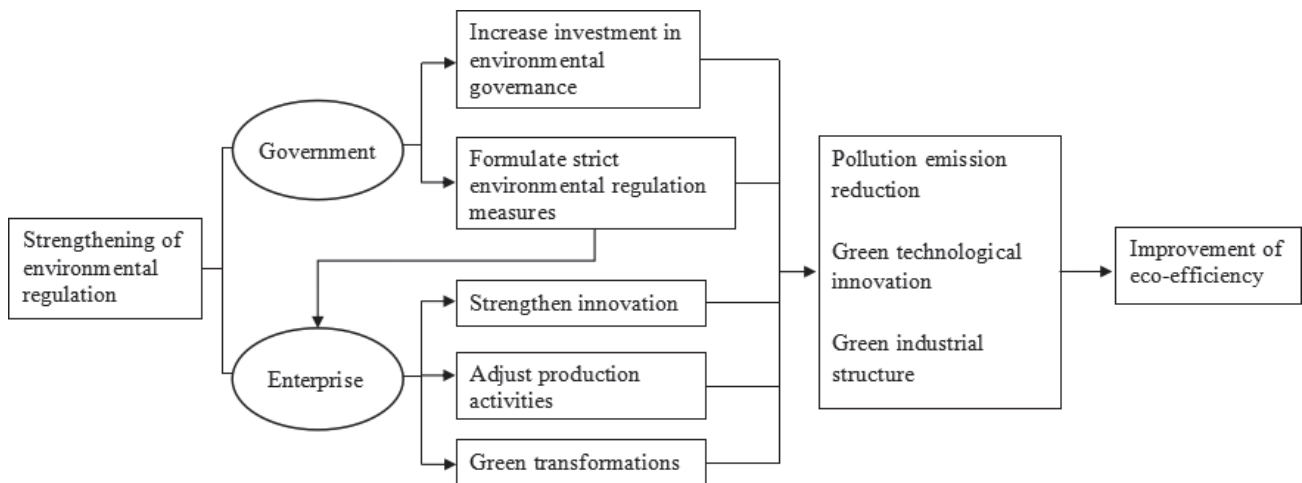 Strengthening of
environmental
regulation
Government
Enterprise
Increase investment in
environmental
governance
Formulate strict
environmental regulation
measures
Strengthen innovation
Adjust production
activities
Green transformations
Pollution emission
reduction
Green technological
innovation
Green industrial
structure
Improvement of
eco-efficiency